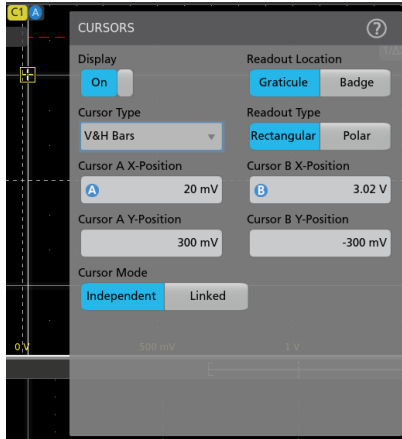 C1 A
CURSORS ?
Display Readout Location
On Graticule Badge
Cursor Type Readout Type
V&H Bars Rectangular Polar
Cursor A X-Position Cursor B X-Position
A 20 mV B 3.02 V
Cursor A Y-Position Cursor B Y-Position
300 mV -300 mV
Cursor Mode
Independent Linked
0 V 500 mV 1 V